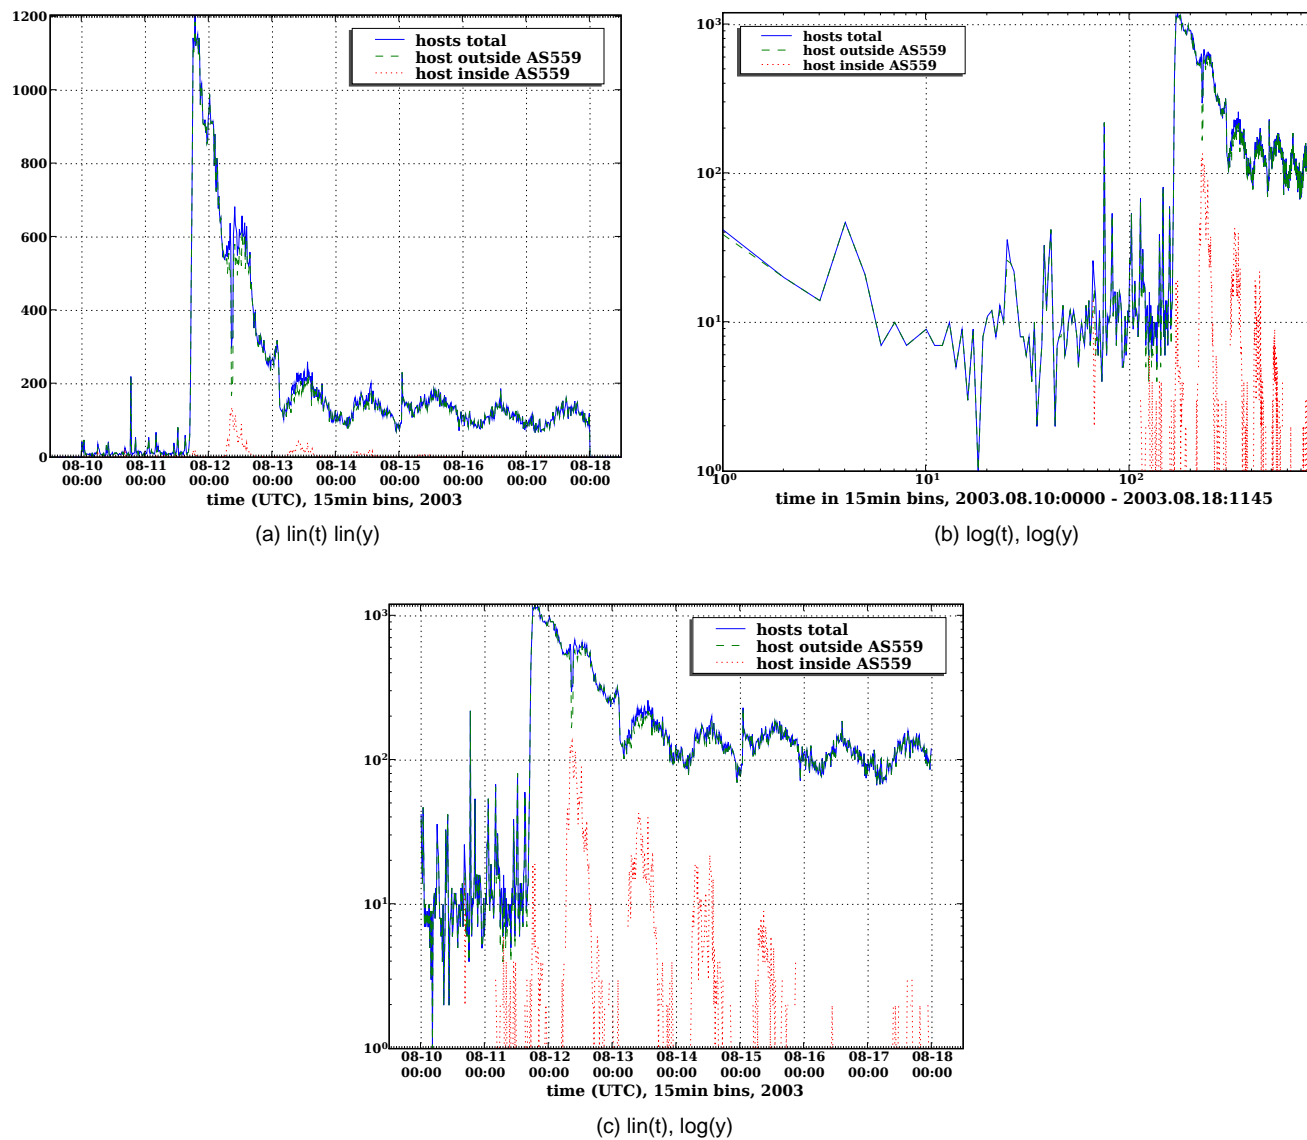 1200
1000
800
600
400
200
0
hosts total
host outside AS559
host inside AS559
08-10 08-11 08-12 08-13 08-14 08-15 08-16 08-17 08-18
00:00 00:00 00:00 00:00 00:00 00:00 00:00 00:00 00:00
time (UTC), 15min bins, 2003
(a) lin(t) lin(y)
10³
10²
10¹
10⁰
hosts total
host outside AS559
host inside AS559
10⁰ 10¹ 10²
time in 15min bins, 2003.08.10:0000 - 2003.08.18:1145
(b) log(t), log(y)
10³
10²
10¹
10⁰
hosts total
host outside AS559
host inside AS559
08-10 08-11 08-12 08-13 08-14 08-15 08-16 08-17 08-18
00:00 00:00 00:00 00:00 00:00 00:00 00:00 00:00 00:00
time (UTC), 15min bins, 2003
(c) lin(t), log(y)